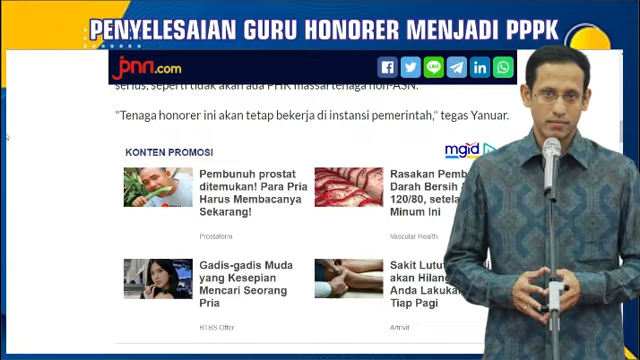 PENYELESAIAN GURU HONORER MENJADI PPPK
jpnn.com
serius, seperti tidak akan ada PHK massal tenaga non-ASN.
"Tenaga honorer ini akan tetap bekerja di instansi pemerintah," tegas Yanuar.
KONTEN PROMOSI
mgid
Pembunuh prostat
ditemukan! Para Pria
Harus Membacanya
Sekarang!
Prostaform
Rasakan Pemb
Darah Bersih
120/80, setela
Minum Ini
Vascular Health
Gadis-gadis Muda
yang Kesepian
Mencari Seorang
Pria
BTBS Offer
Sakit Lutut
akan Hilang
Anda Lakuka
Tiap Pagi
Artrivit